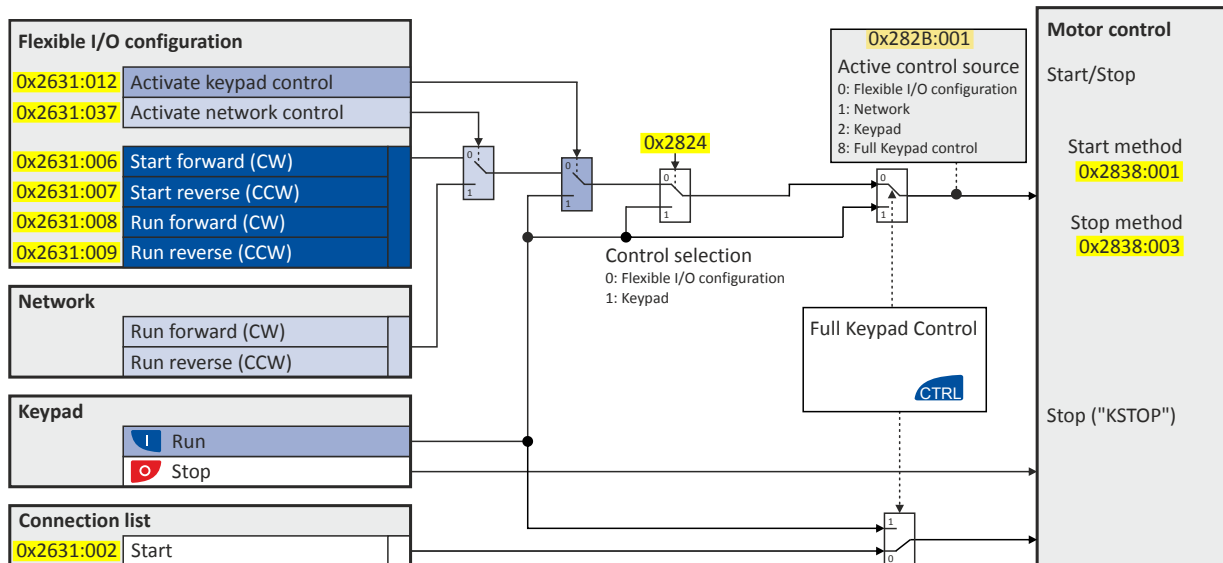 Flexible I/O configuration
0x2631:012 Activate keypad control
0x2631:037 Activate network control
0x2631:006 Start forward (CW)
0x2631:007 Start reverse (CCW)
0x2631:008 Run forward (CW)
0x2631:009 Run reverse (CCW)
Network
Run forward (CW)
Run reverse (CCW)
Keypad
I Run
O Stop
Connection list
0x2631:002 Start
0
1
0
1
0x2824
0
1
Control selection
0: Flexible I/O configuration
1: Keypad
0x282B:001
Active control source
0: Flexible I/O configuration
1: Network
2: Keypad
8: Full Keypad control
0
1
Full Keypad Control
CTRL
1
0
Motor control
Start/Stop
Start method
0x2838:001
Stop method
0x2838:003
Stop ("KSTOP")